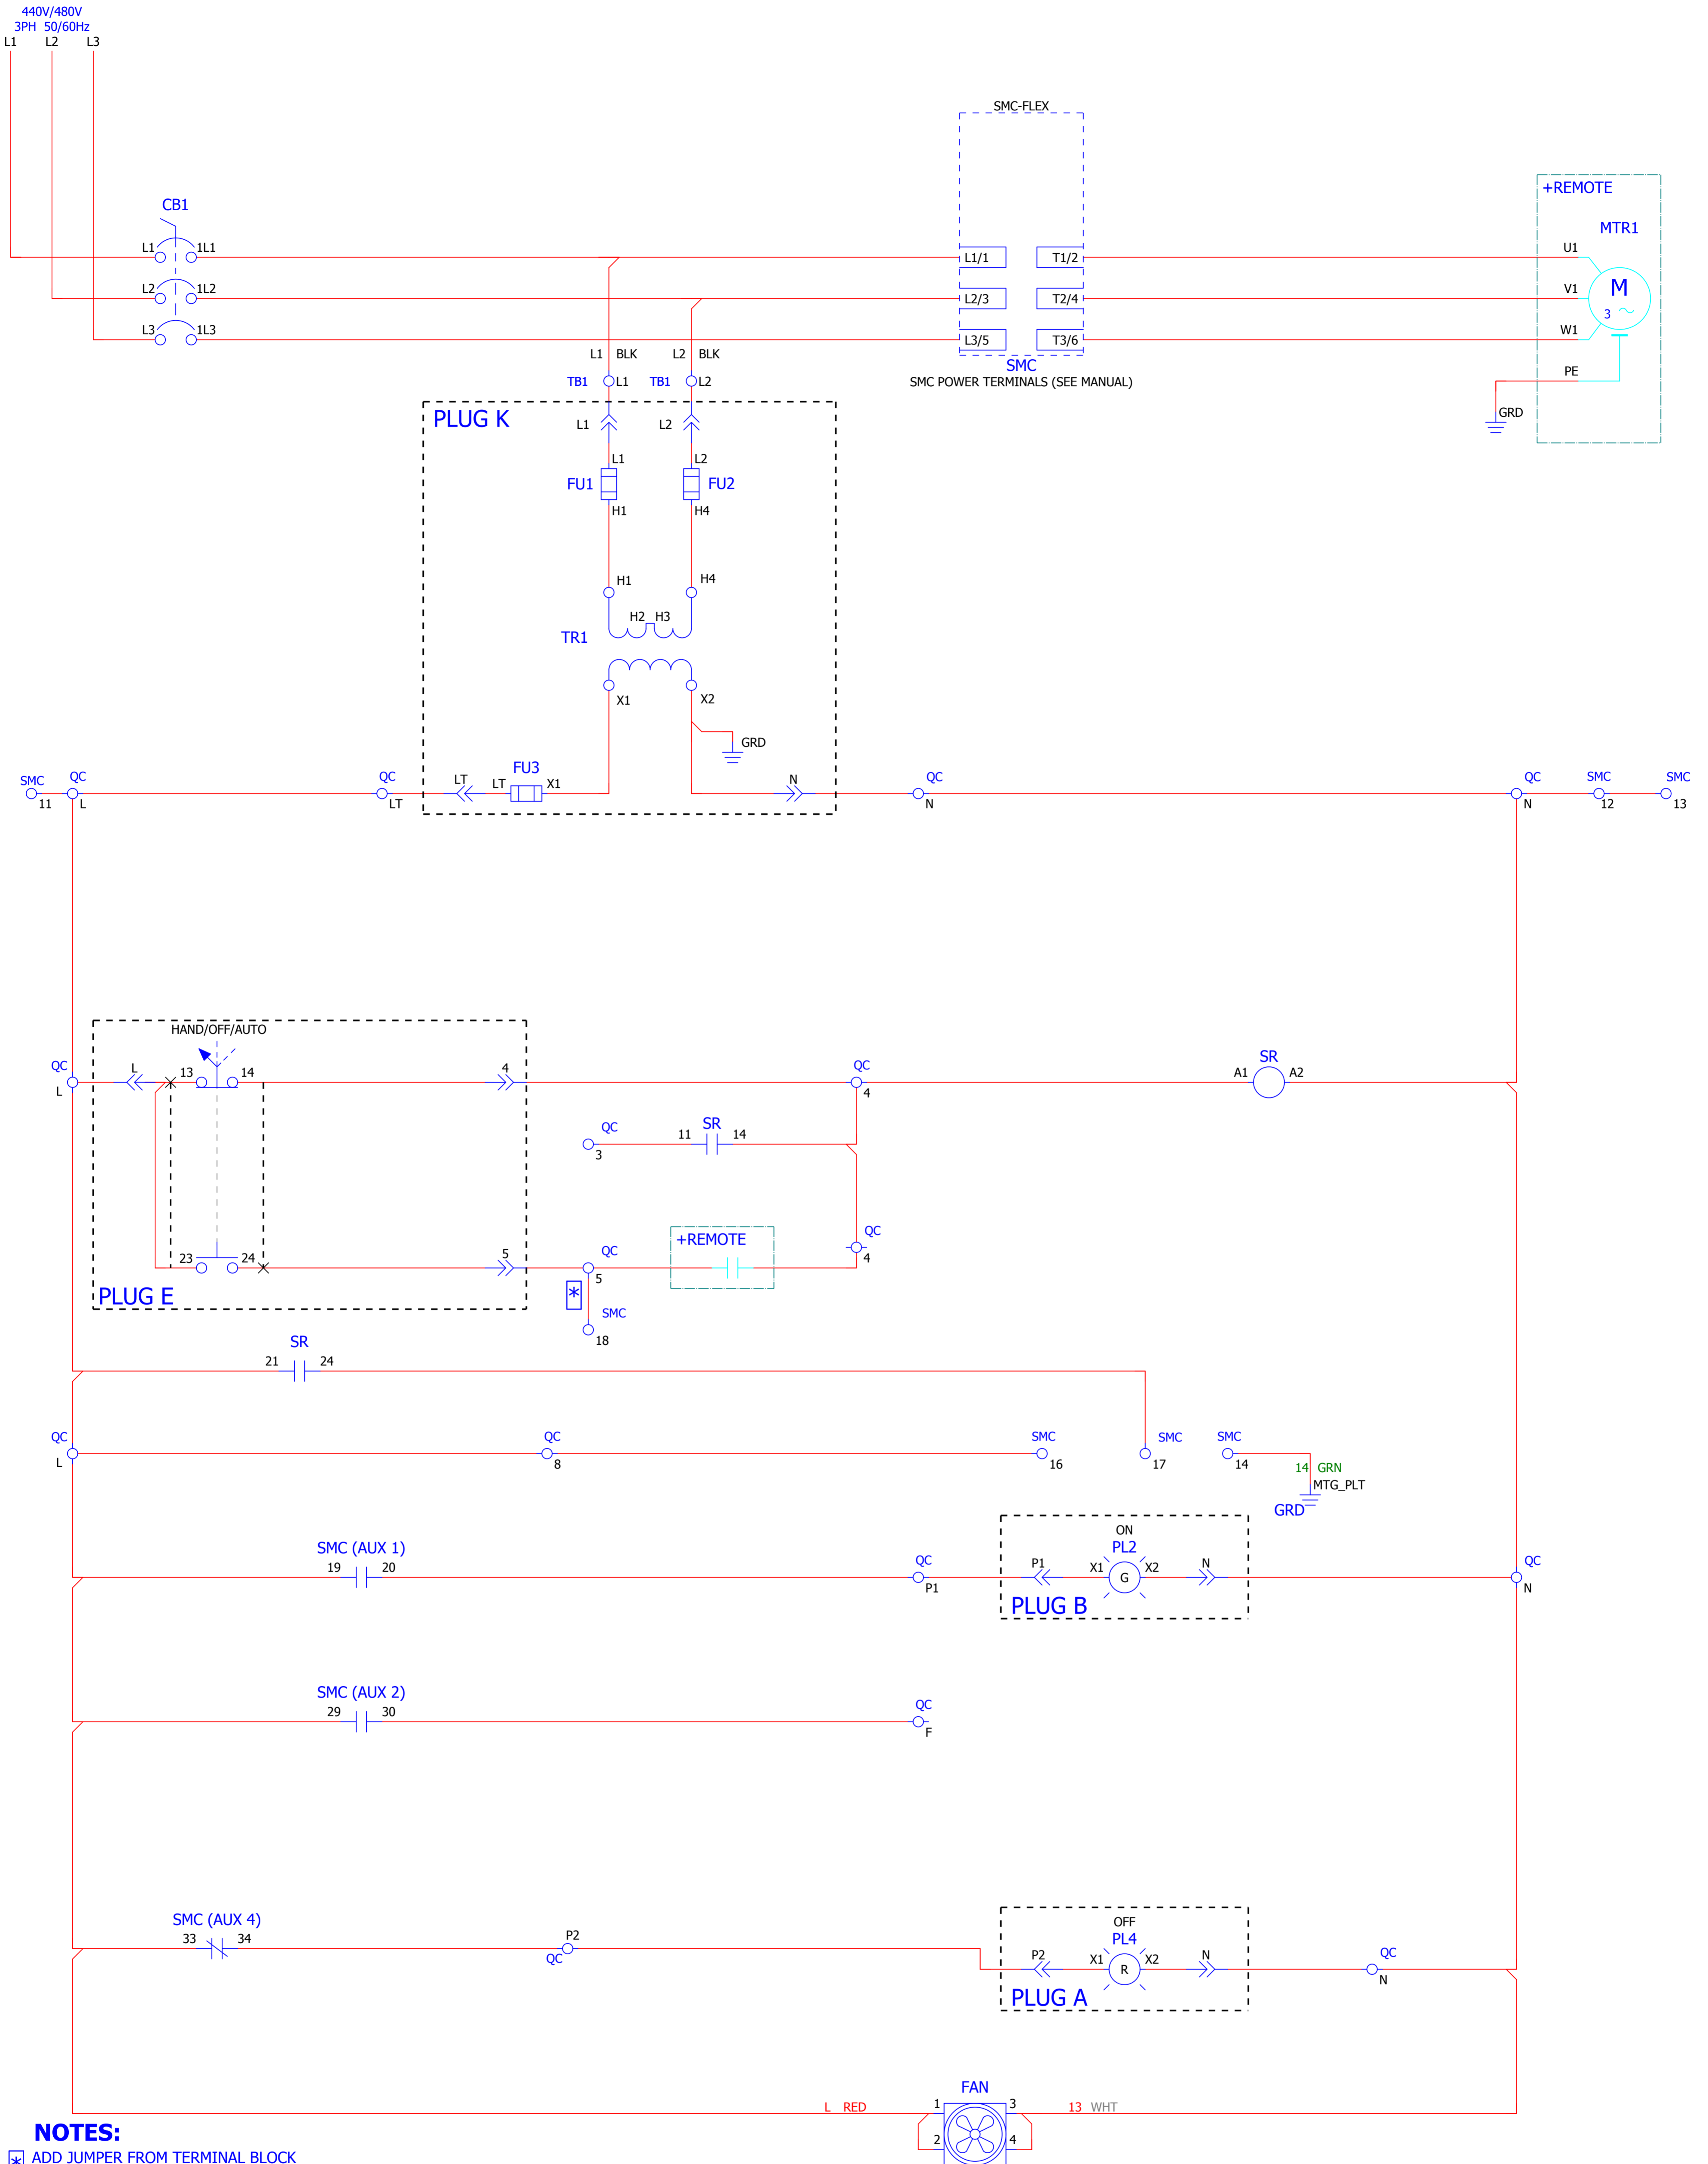 440V/480V
3PH 50/60Hz
L1 L2 L3
SMC-FLEX
+REMOTE
CB1
MTR1
L1 1L1
L1/1 T1/2
U1
L2 1L2
L2/3 T2/4
V1
M
3
L3 1L3
L3/5 T3/6
W1
L1 BLK L2 BLK
SMC
SMC POWER TERMINALS (SEE MANUAL)
PE
TB1 L1 TB1 L2
GRD
PLUG K
L1 L2
L1 L2
FU1 FU2
H1 H4
H1 H4
H2 H3
TR1
X1 X2
GRD
SMC QC QC LT LT FU3 X1 N QC QC SMC SMC
11 L LT N N 12 13
HAND/OFF/AUTO
QC L 13 14 4 QC SR
A1 A2
L 4
QC 11 SR 14
3
QC
+REMOTE
23 24 5 QC 4
5
*
PLUG E
SMC
18
SR
21 24
QC QC SMC SMC SMC
L 8 16 17 14
14 GRN
MTG_PLT
GRD
ON
SMC (AUX 1) PL2
19 20 QC P1 X1 G X2 N QC
P1 N
PLUG B
SMC (AUX 2)
29 30 QC
F
OFF
SMC (AUX 4) PL4
33 34 P2
QC
P2 X1 R X2 N QC
N
PLUG A
FAN
L RED 1 3 13 WHT
2 4
NOTES:
* ADD JUMPER FROM TERMINAL BLOCK